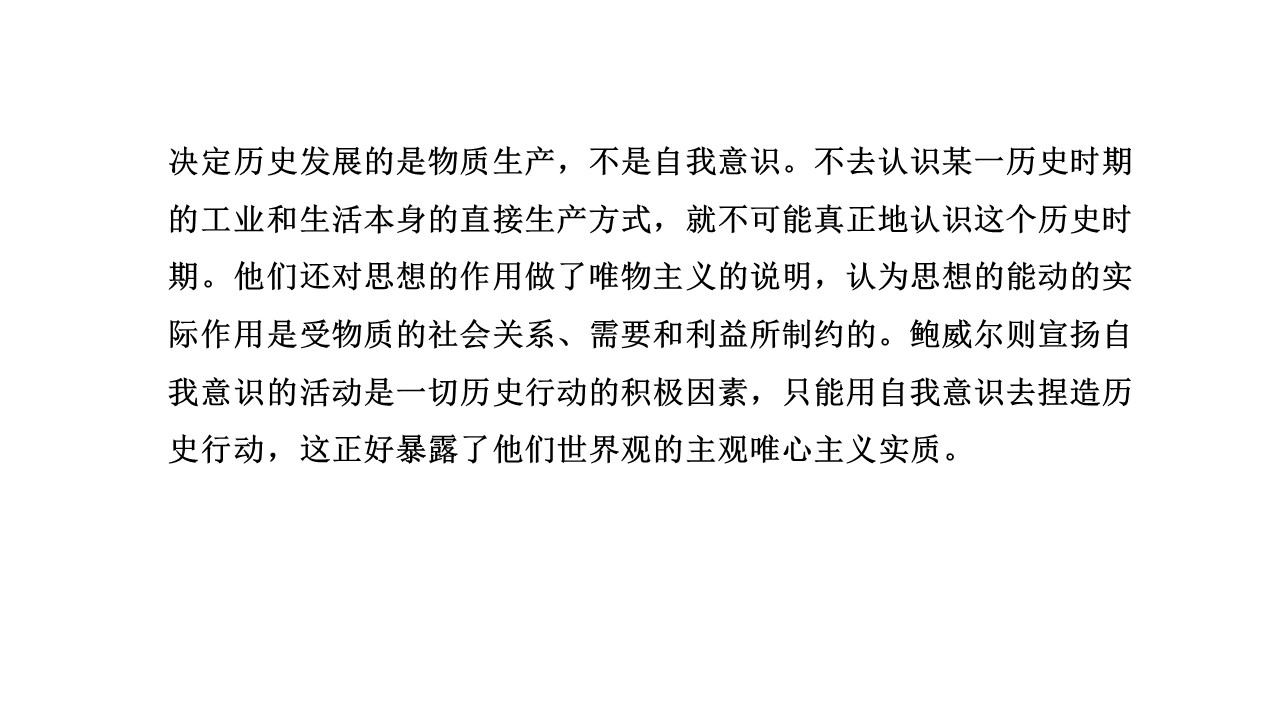 决定历史发展的是物质生产，不是自我意识。不去认识某一历史时期
的工业和生活本身的直接生产方式，就不可能真正地认识这个历史时
期。他们还对思想的作用做了唯物主义的说明，认为思想的能动的实
际作用是受物质的社会关系、需要和利益所制约的。鲍威尔则宣扬自
我意识的活动是一切历史行动的积极因素，只能用自我意识去捏造历
史行动，这正好暴露了他们世界观的主观唯心主义实质。